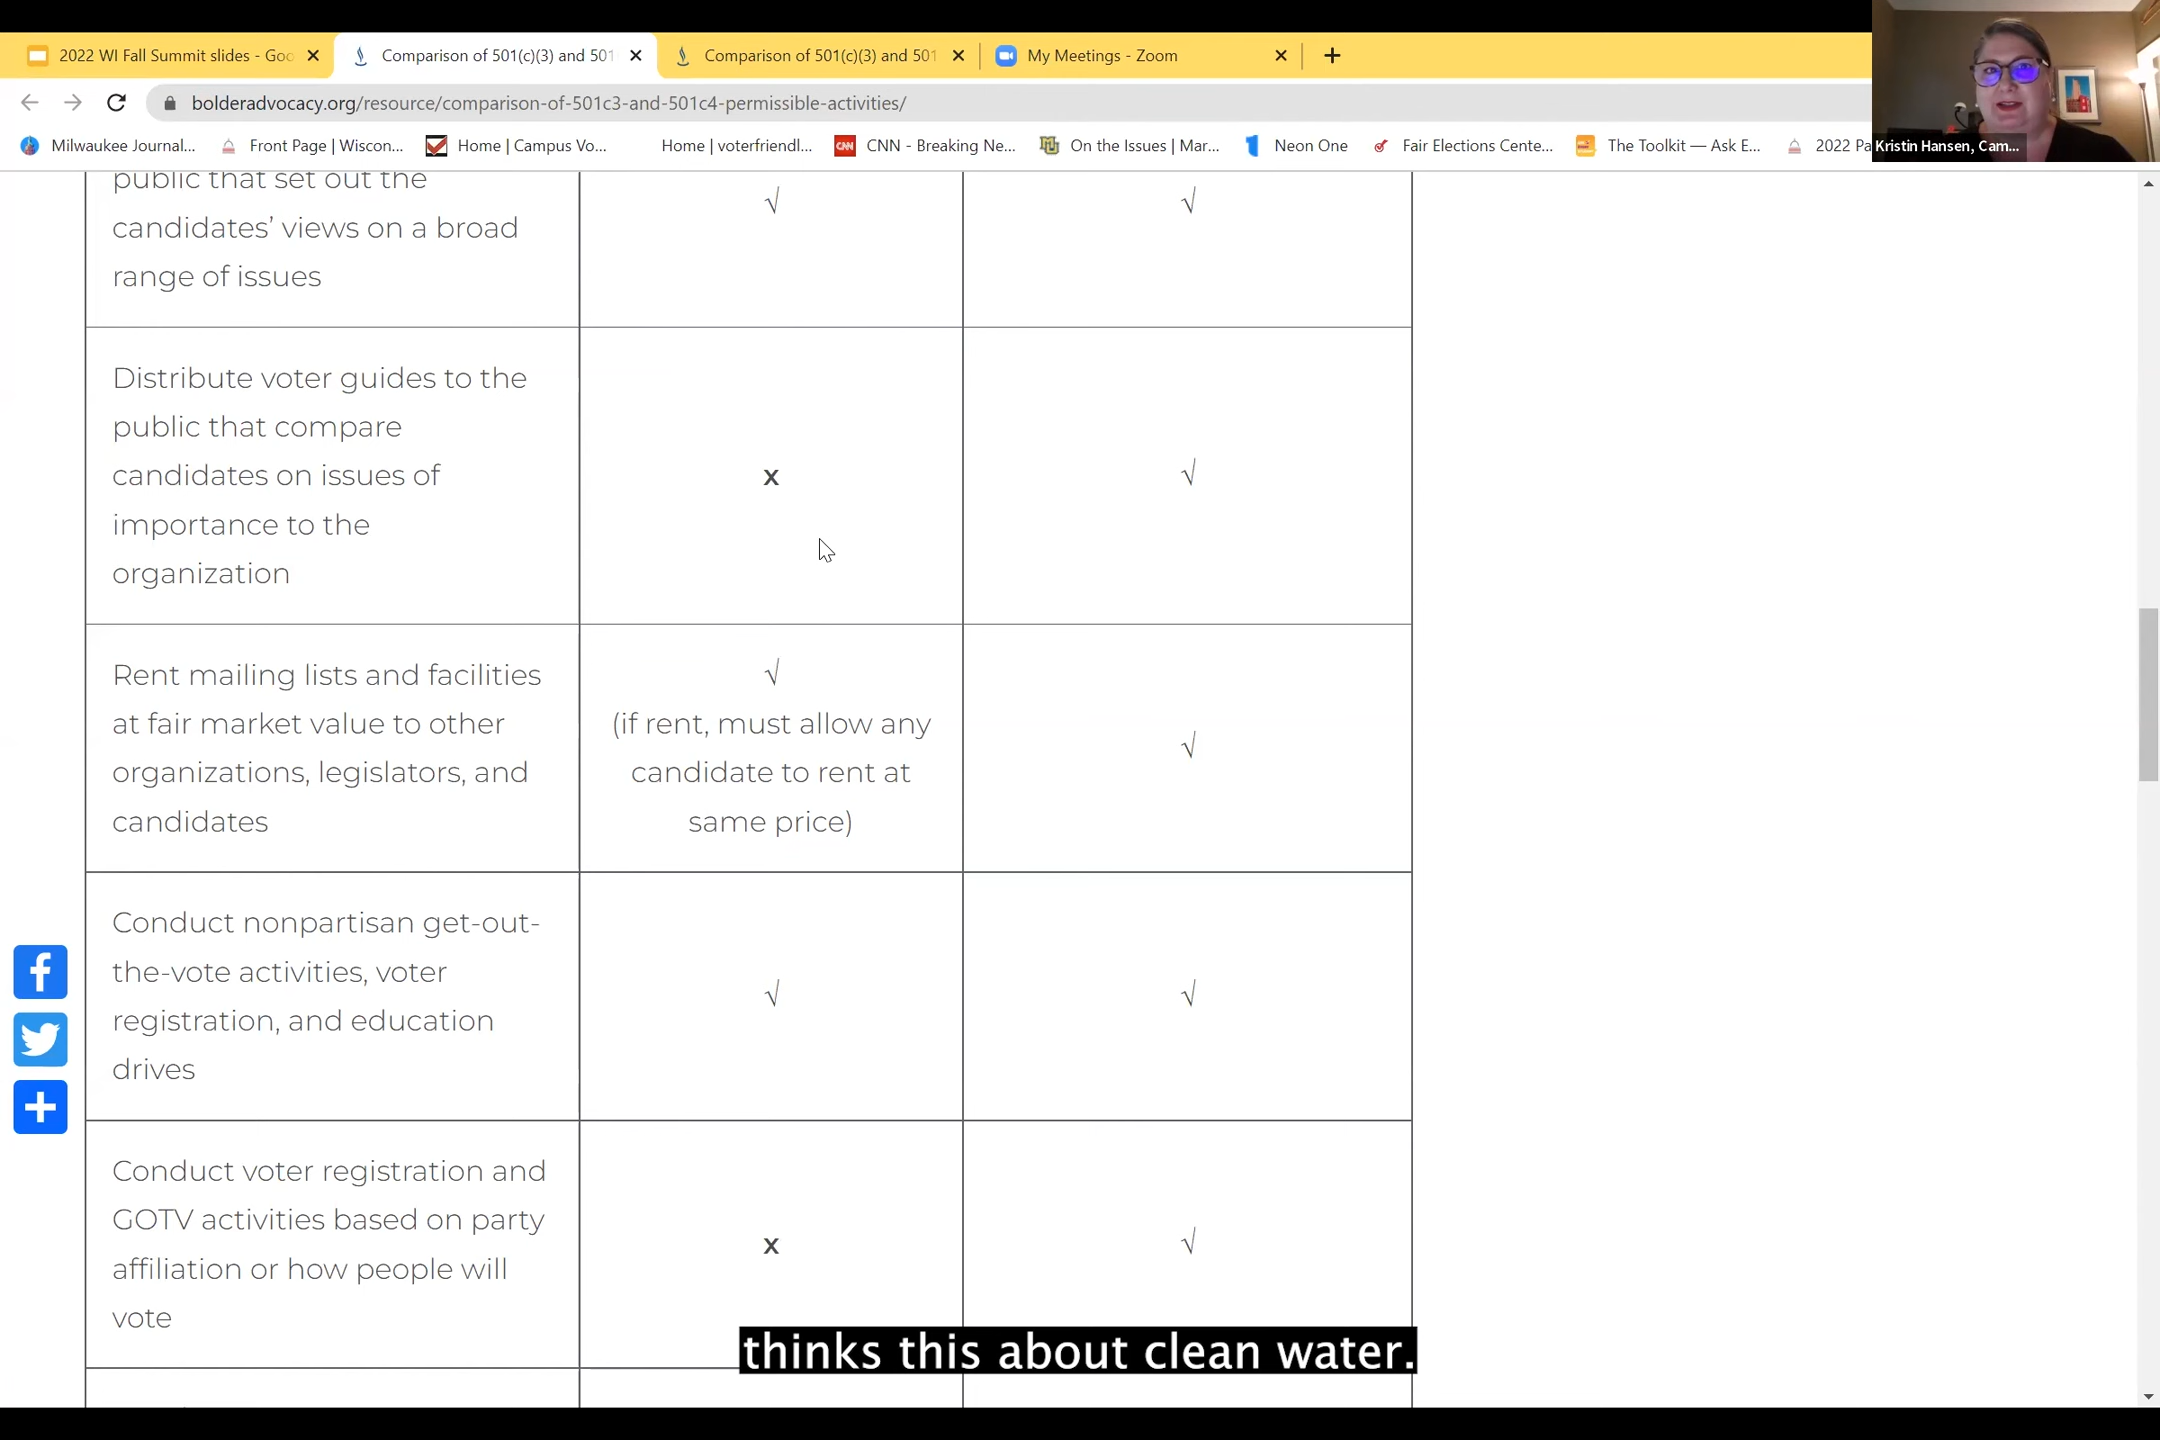 2022 WI Fall Summit slides - Goo
Comparison of 501(c)(3) and 501
Comparison of 501(c)(3) and 501
My Meetings - Zoom
bolderadvocacy.org/resource/comparison-of-501c3-and-501c4-permissible-activities/
Milwaukee Journal...
Front Page | Wiscon...
Home | Campus Vo...
Home | voterfriendl...
CNN
CNN - Breaking Ne...
On the Issues | Mar...
Neon One
Fair Elections Cente...
The Toolkit — Ask E...
2022 Pa
Kristin Hansen, Cam...
public that set out the
candidates’ views on a broad
range of issues
√
√
Distribute voter guides to the
public that compare
candidates on issues of
importance to the
organization
x
√
Rent mailing lists and facilities
at fair market value to other
organizations, legislators, and
candidates
√
(if rent, must allow any
candidate to rent at
same price)
√
Conduct nonpartisan get-out-
the-vote activities, voter
registration, and education
drives
√
√
Conduct voter registration and
GOTV activities based on party
affiliation or how people will
vote
x
√
thinks this about clean water.